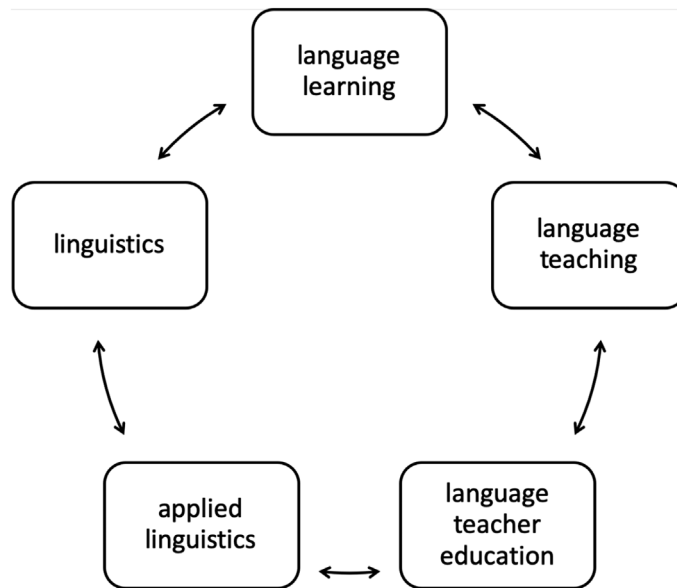 language
learning
linguistics
language
teaching
applied
linguistics
language
teacher
education